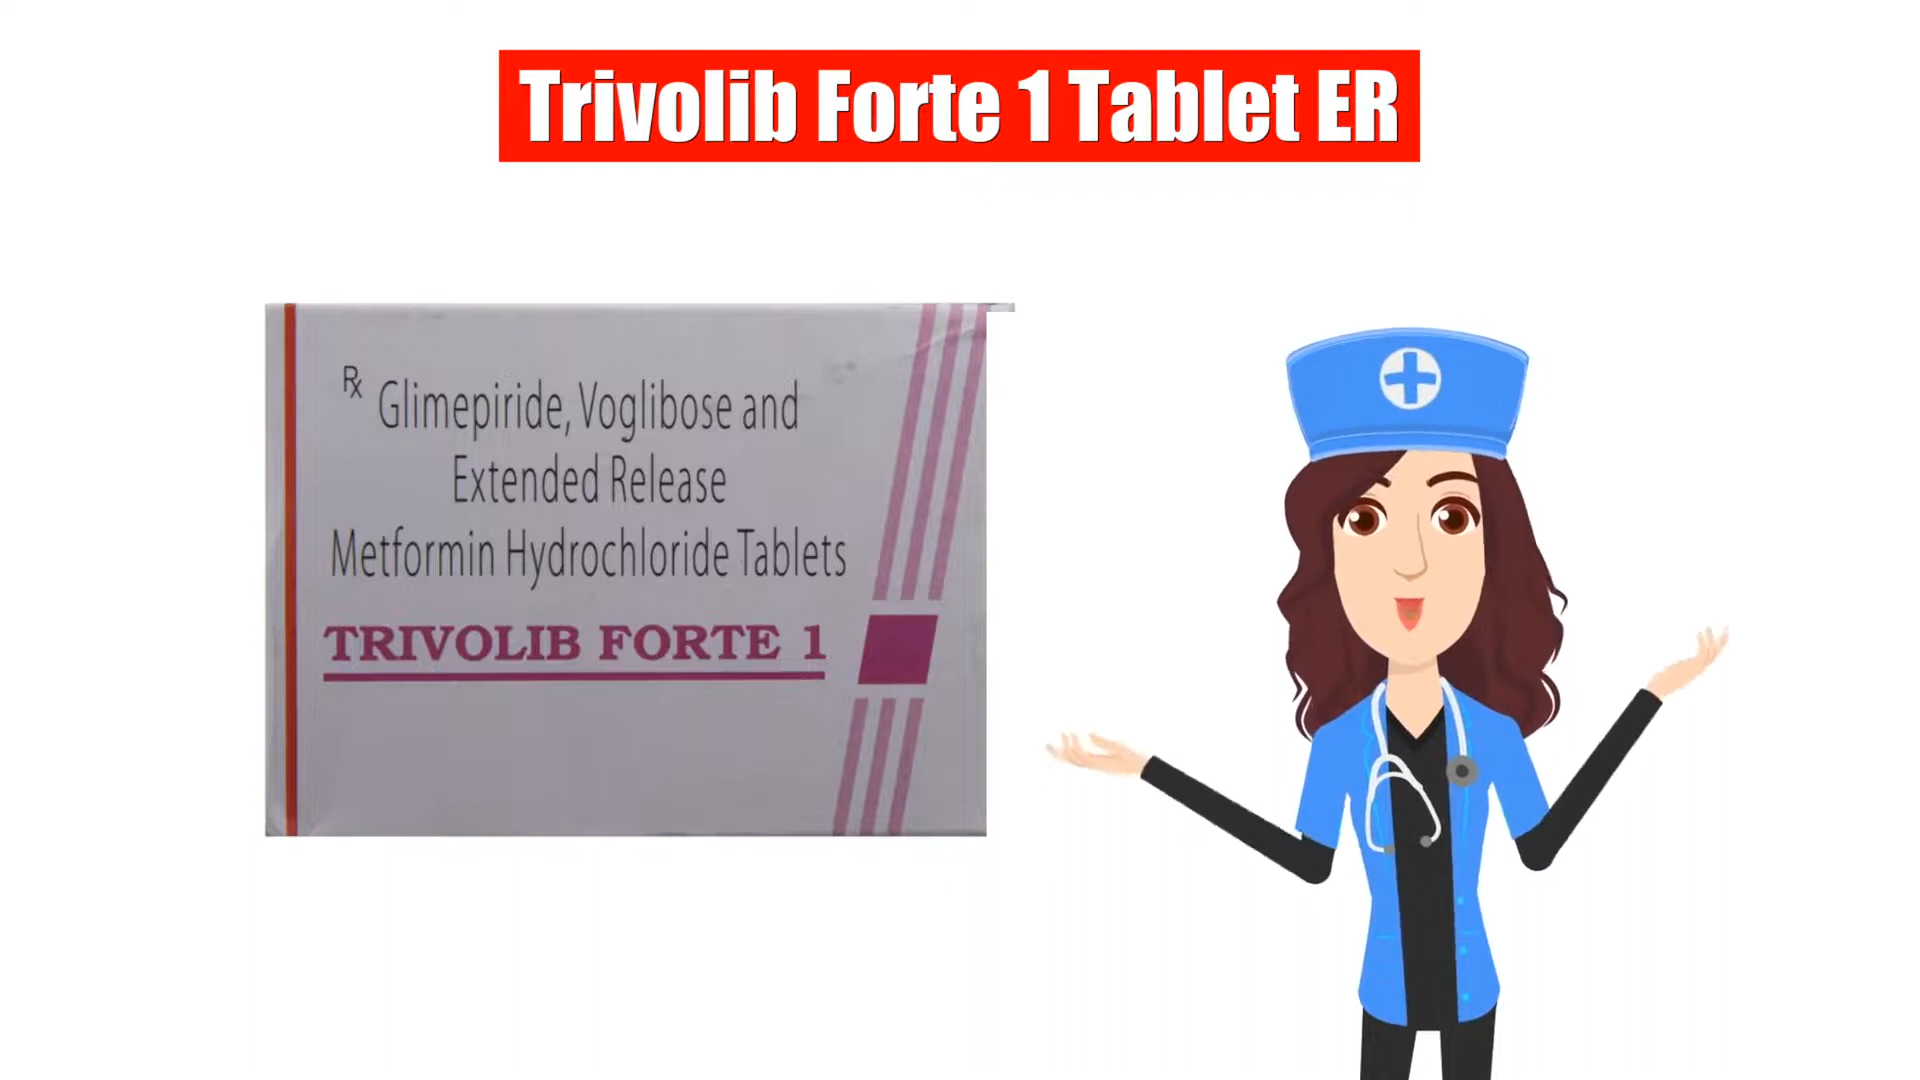 Trivolib Forte 1 Tablet ER
Rx Glimepiride, Voglibose and
Extended Release
Metformin Hydrochloride Tablets
TRIVOLIB FORTE 1